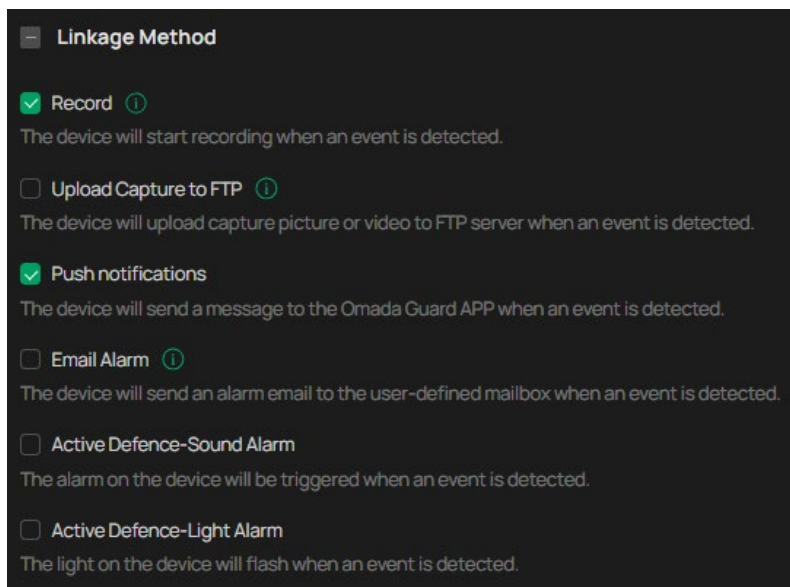 Linkage Method
Record
The device will start recording when an event is detected.
Upload Capture to FTP
The device will upload capture picture or video to FTP server when an event is detected.
Push notifications
The device will send a message to the Omada Guard APP when an event is detected.
Email Alarm
The device will send an alarm email to the user-defined mailbox when an event is detected.
Active Defence-Sound Alarm
The alarm on the device will be triggered when an event is detected.
Active Defence-Light Alarm
The light on the device will flash when an event is detected.